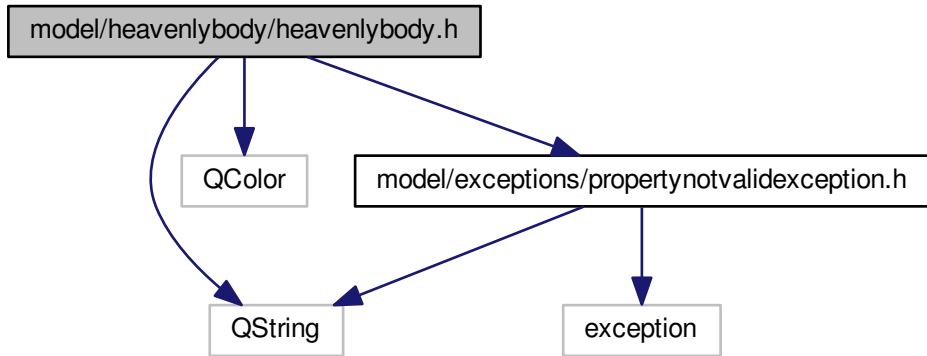 model/heavenlybody/heavenlybody.h
QColor
model/exceptions/propertynotvalidexception.h
QString
exception